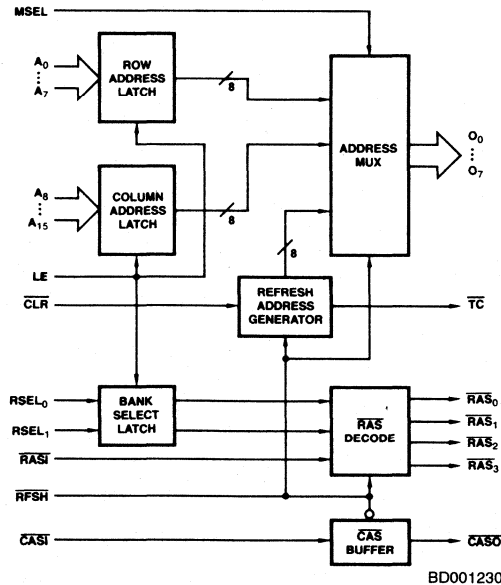 MSEL
A0
A7
ROW
ADDRESS
LATCH
8
ADDRESS
MUX
O0
O7
A8
A15
COLUMN
ADDRESS
LATCH
8
8
LE
CLR
REFRESH
ADDRESS
GENERATOR
TC
RSEL0
RSEL1
BANK
SELECT
LATCH
RAS
DECODE
RAS0
RAS1
RAS2
RAS3
RASI
RFSH
CASI
CAS
BUFFER
CASO
BD001230